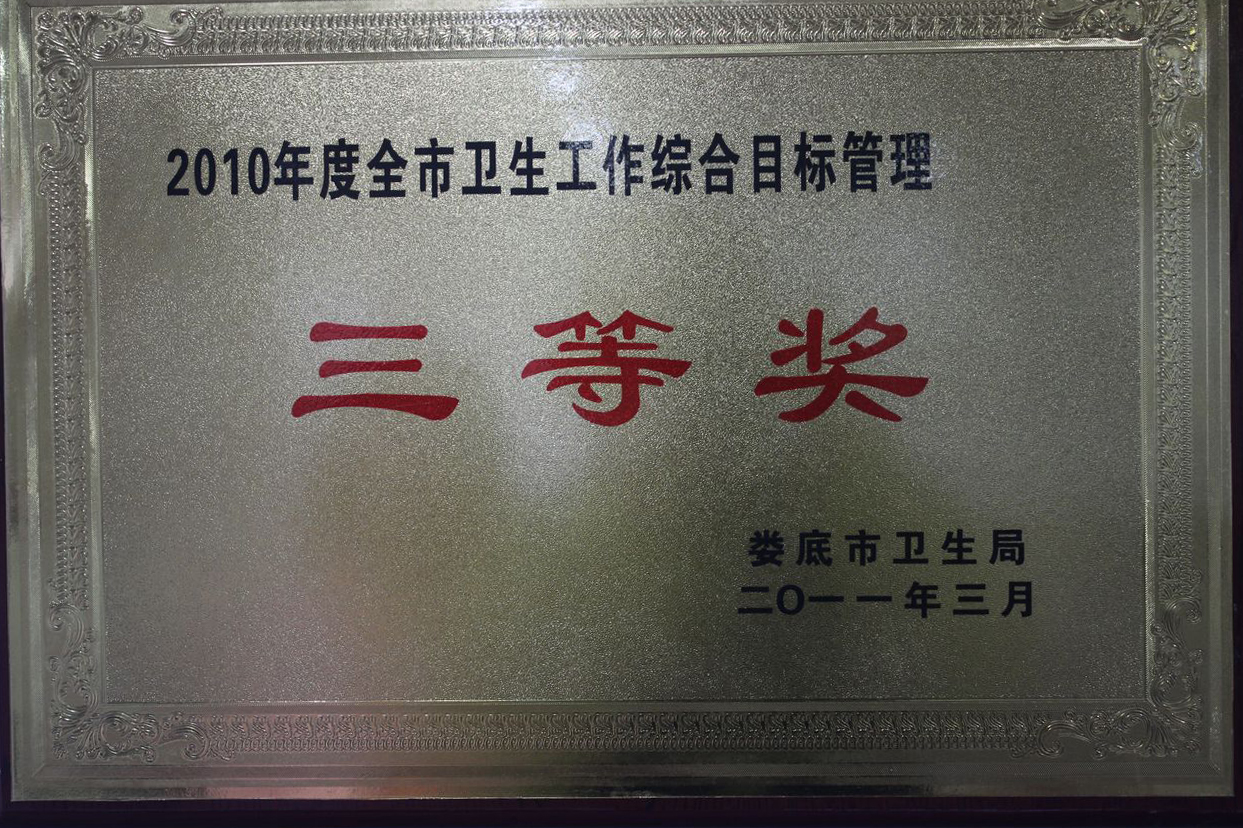 2010年度全市卫生工作综合目标管理
三等奖
娄底市卫生局
二〇一一年三月